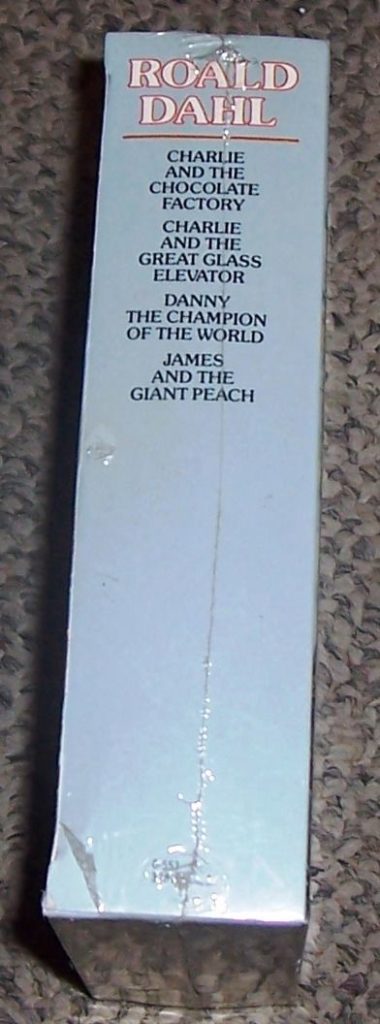 ROALD
DAHL
CHARLIE
AND THE
CHOCOLATE
FACTORY
CHARLIE
AND THE
GREAT GLASS
ELEVATOR
DANNY
THE CHAMPION
OF THE WORLD
JAMES
AND THE
GIANT PEACH